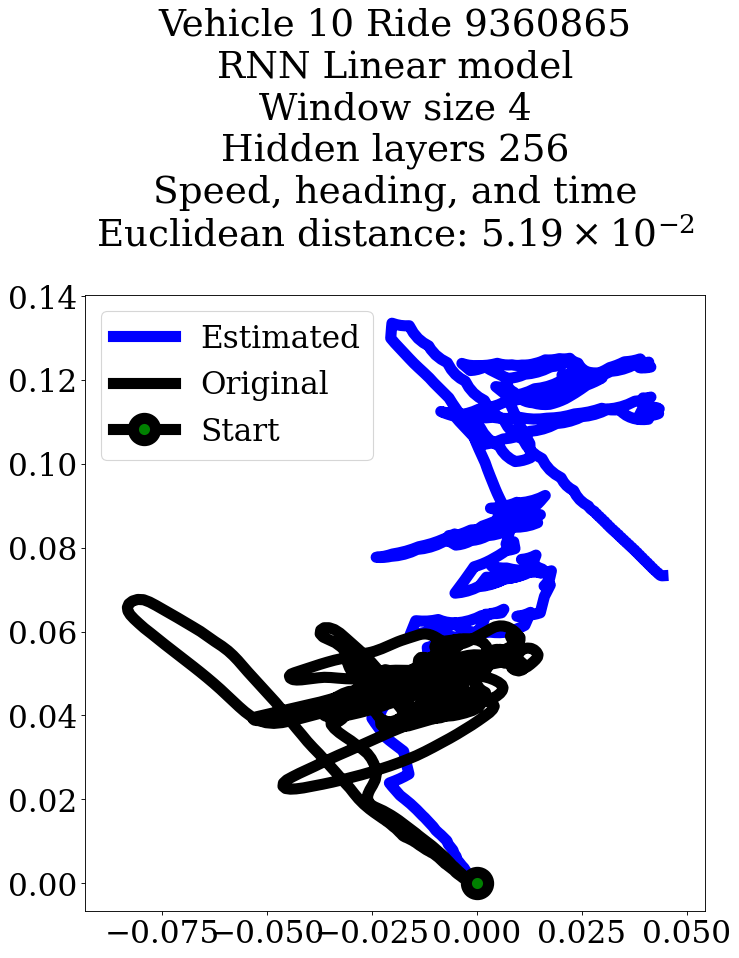 Vehicle 10 Ride 9360865
RNN Linear model
Window size 4
Hidden layers 256
Speed, heading, and time
Euclidean distance: 5.19 × 10⁻²
Estimated
Original
Start
0.14
0.12
0.10
0.08
0.06
0.04
0.02
0.00
−0.075 −0.050 −0.025 0.000 0.025 0.050